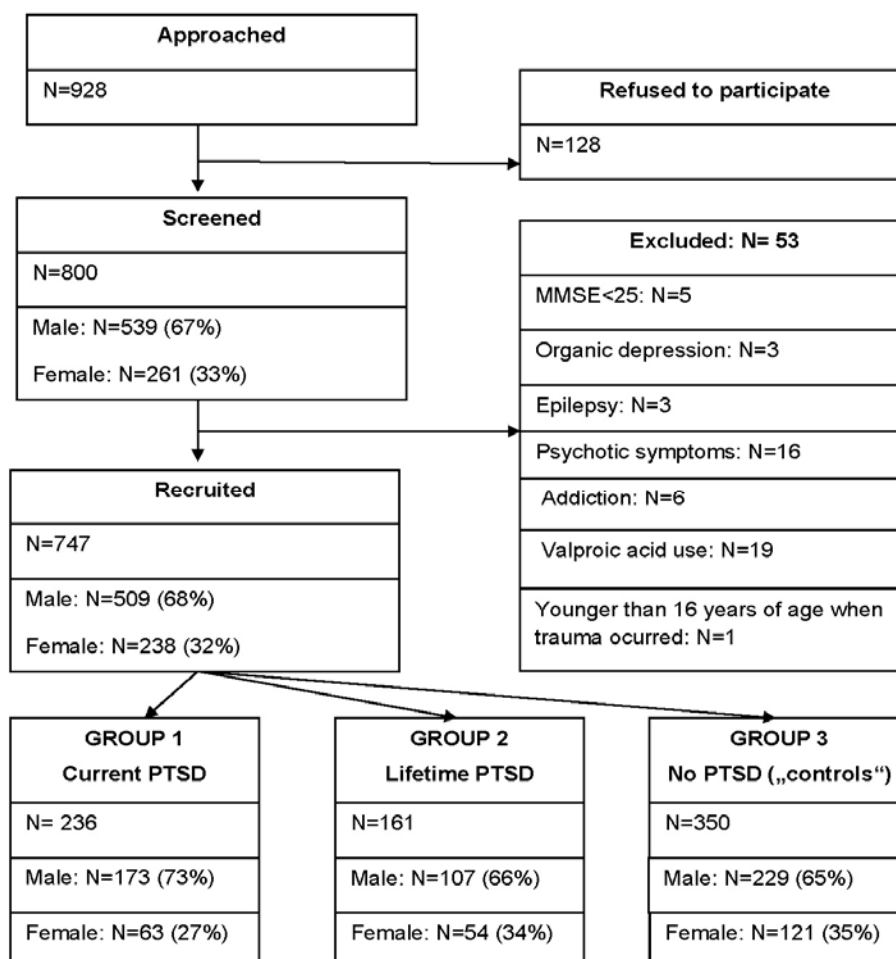 Approached
N=928
Refused to participate
N=128
Screened
N=800
Male: N=539 (67%)
Female: N=261 (33%)
Excluded: N= 53
MMSE<25: N=5
Organic depression: N=3
Epilepsy: N=3
Psychotic symptoms: N=16
Addiction: N=6
Valproic acid use: N=19
Younger than 16 years of age when
trauma ocurred: N=1
Recruited
N=747
Male: N=509 (68%)
Female: N=238 (32%)
GROUP 1
Current PTSD
N= 236
Male: N=173 (73%)
Female: N=63 (27%)
GROUP 2
Lifetime PTSD
N=161
Male: N=107 (66%)
Female: N=54 (34%)
GROUP 3
No PTSD („controls“)
N=350
Male: N=229 (65%)
Female: N=121 (35%)